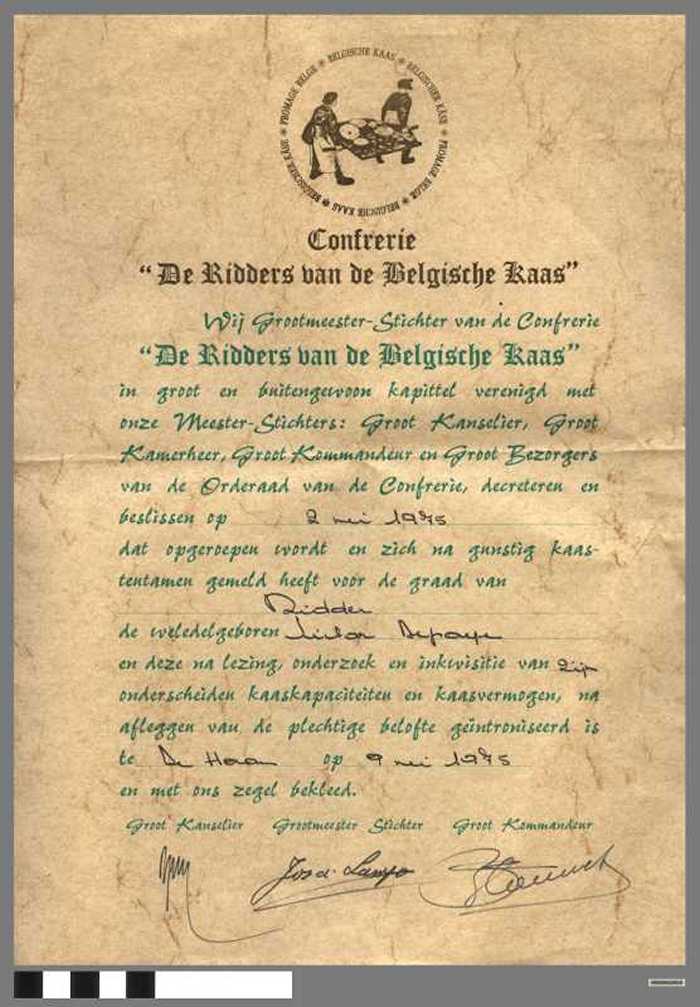 FROMAGE BELGE * BELGISCHE KAAS * BELGISCHER KÄSE * FROMAGE BELGE * BELGISCHE KAAS * BELGISCHER KÄSE *
Confrerie
“De Ridders van de Belgische Kaas”
Wij Grootmeester-Stichter van de Confrerie
“De Ridders van de Belgische Kaas”
in groot en buitengewoon kapittel verenigd met
onze Meester-Stichters: Groot Kanselier, Groot
Kamerheer, Groot Kommandeur en Groot Bezorgers
van de Orderaad van de Confrerie, decreteren en
beslissen op 2 mei 1975
dat opgeroepen wordt en zich na gunstig kaas-
tentamen gemeld heeft voor de graad van
Ridder
de weledelgeboren
en deze na lezing, onderzoek en inkwisitie van zijn
onderscheiden kaaskapaciteiten en kaasvermogen, na
afleggen van de plechtige belofte geïntroniseerd is
te De Haan op 9 mei 1975
en met ons zegel bekleed.
Groot Kanselier Grootmeester Stichter Groot Kommandeur